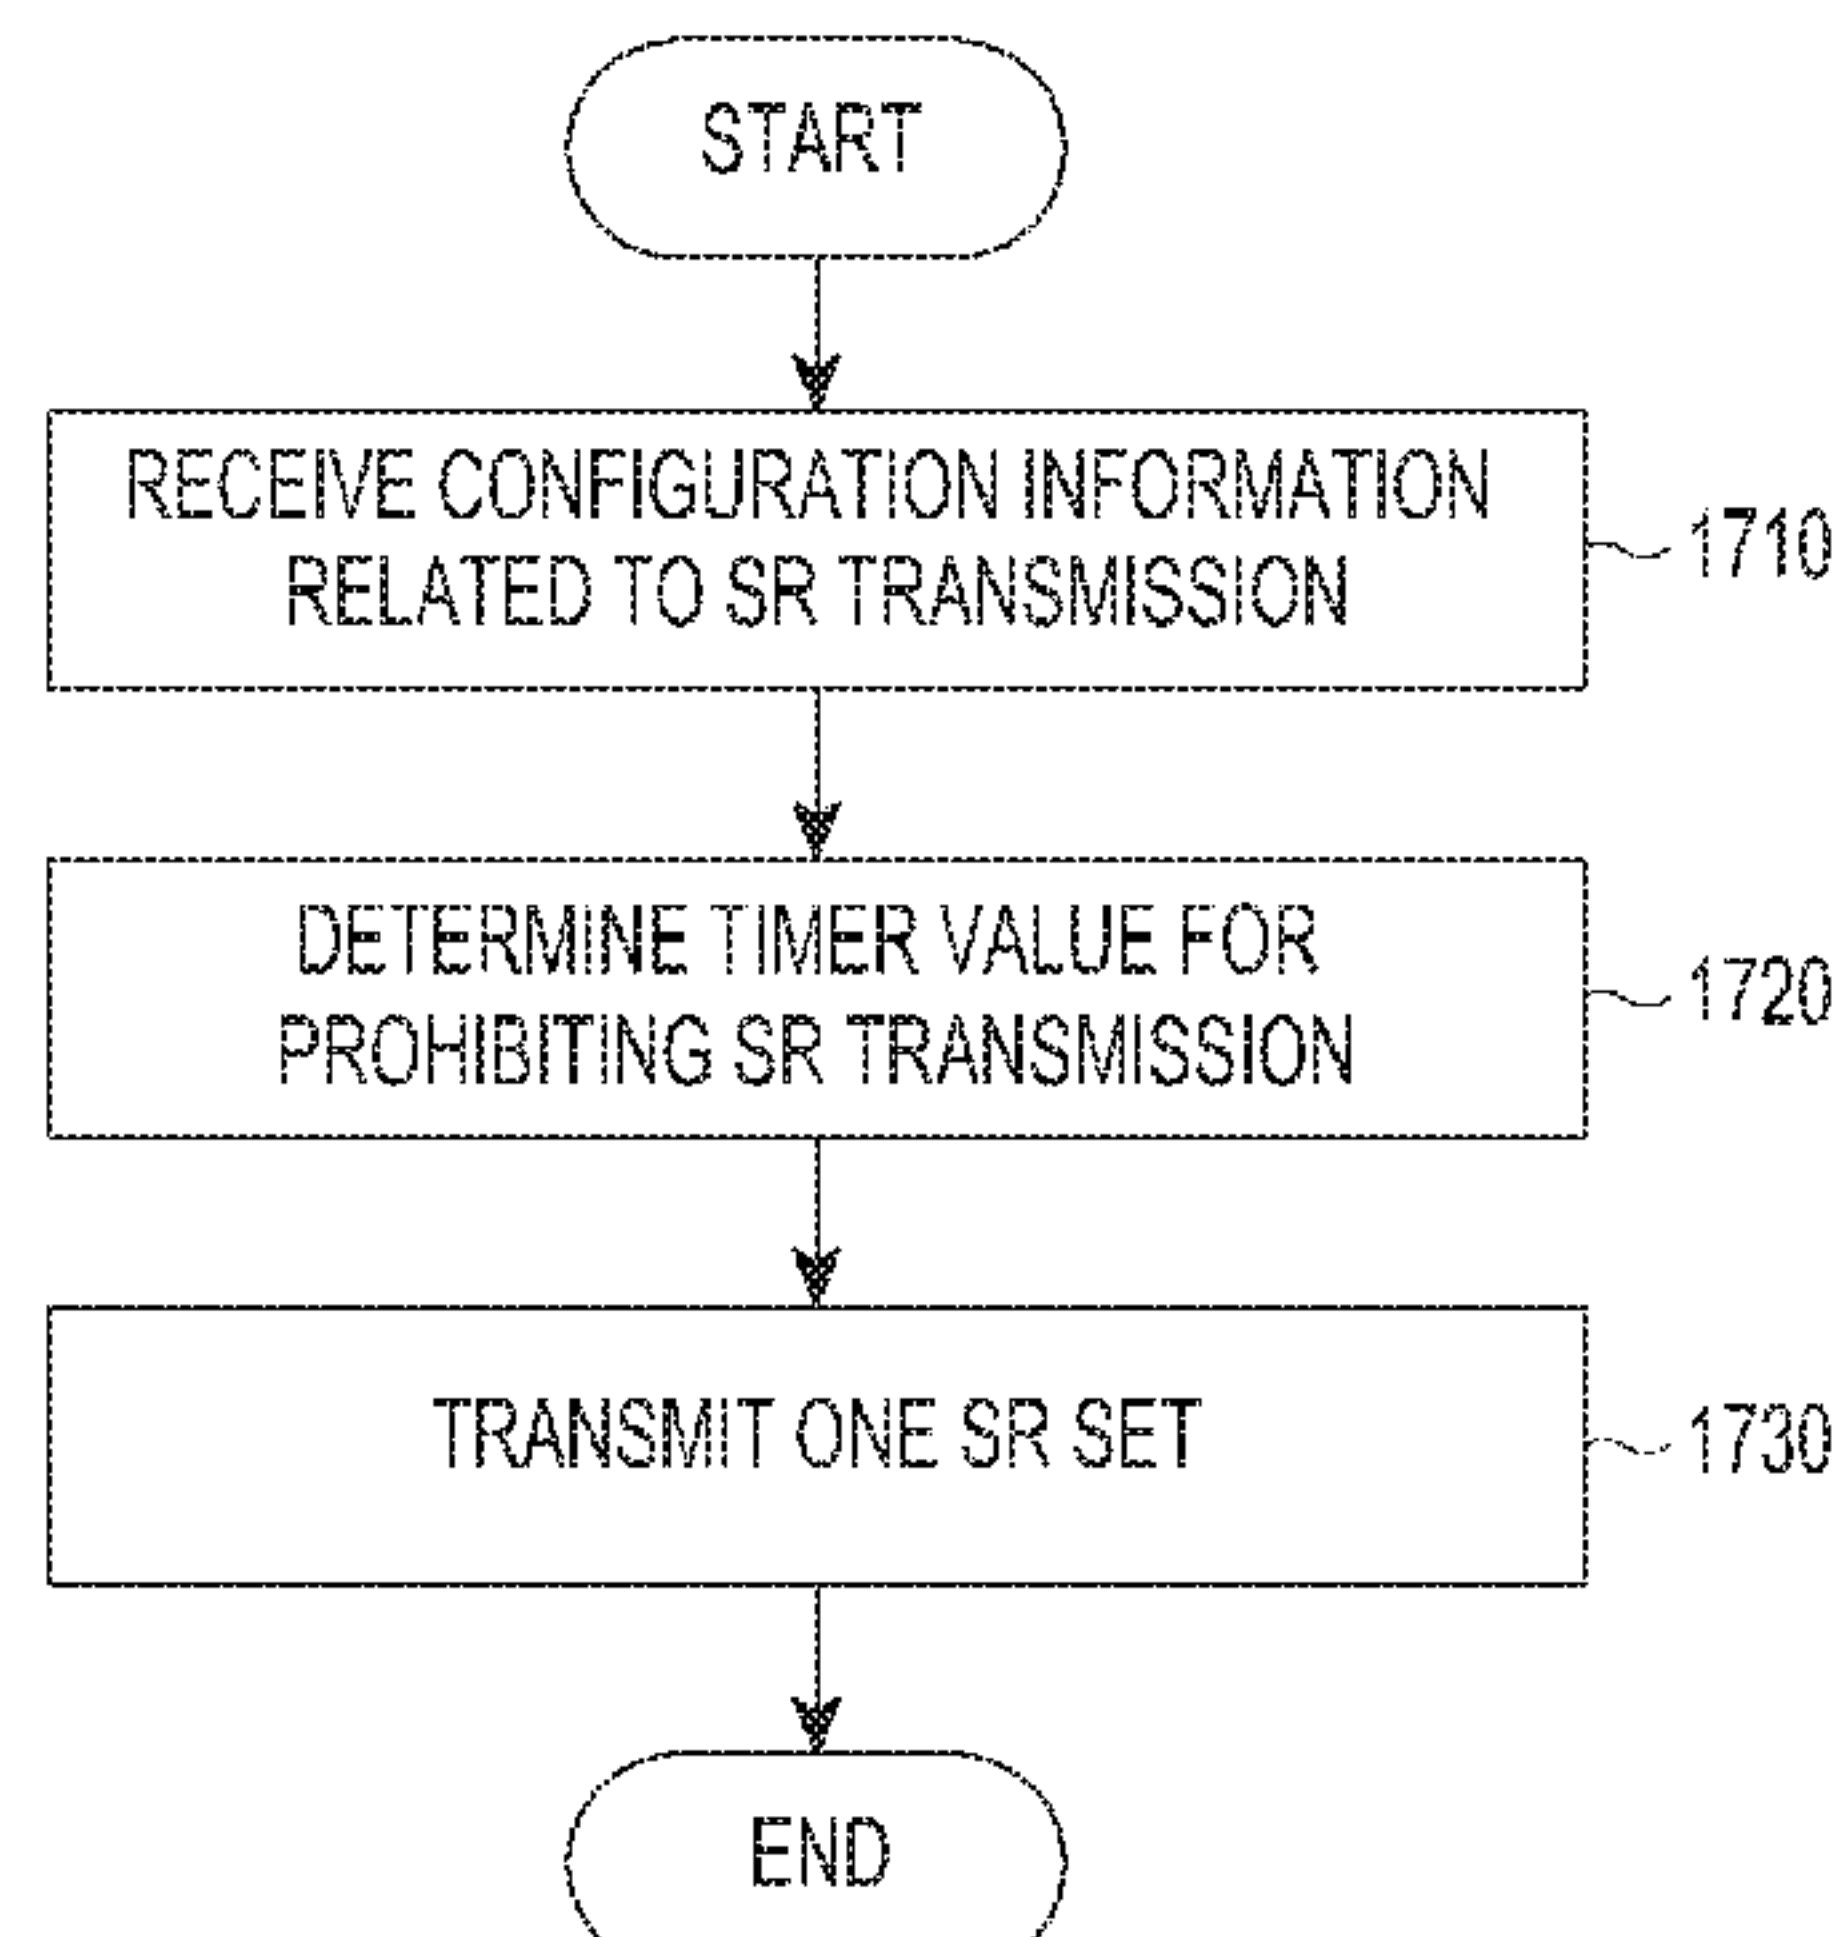 START
RECEIVE CONFIGURATION INFORMATION
RELATED TO SR TRANSMISSION
1710
DETERMINE TIMER VALUE FOR
PROHIBITING SR TRANSMISSION
1720
TRANSMIT ONE SR SET
1730
END